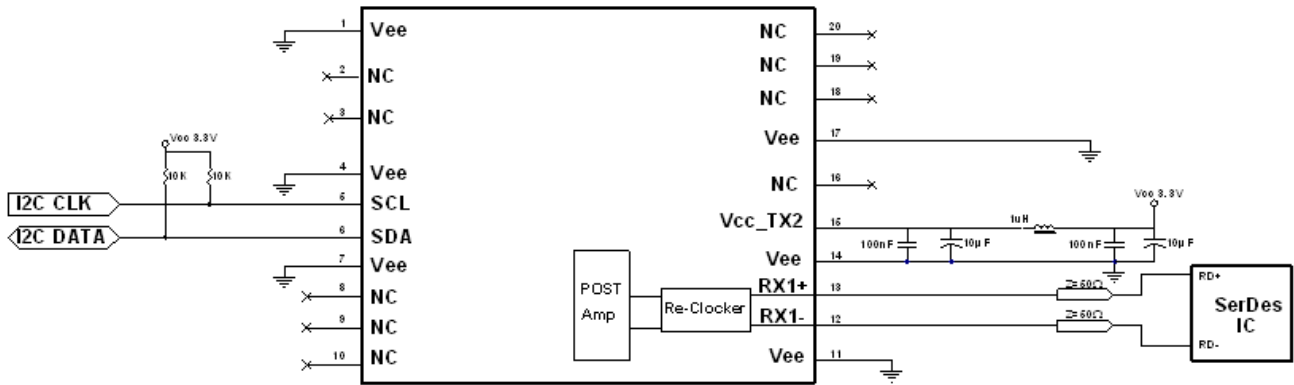 1 Vee
2 NC
3 NC
Vcc 3.3V
10K 10K
4 Vee
I2C CLK 5 SCL
I2C DATA 6 SDA
7 Vee
8 NC
9 NC
10 NC
POST
Amp
Re-Clocker
NC 20
NC 19
NC 18
Vee 17
NC 16
Vcc_TX2 15
Vee 14
RX1+ 13
RX1- 12
Vee 11
Vcc 3.3V
1uH
100nF 10µF 100nF 10µF
Z=50Ω
Z=50Ω
RD+
SerDes
IC
RD-